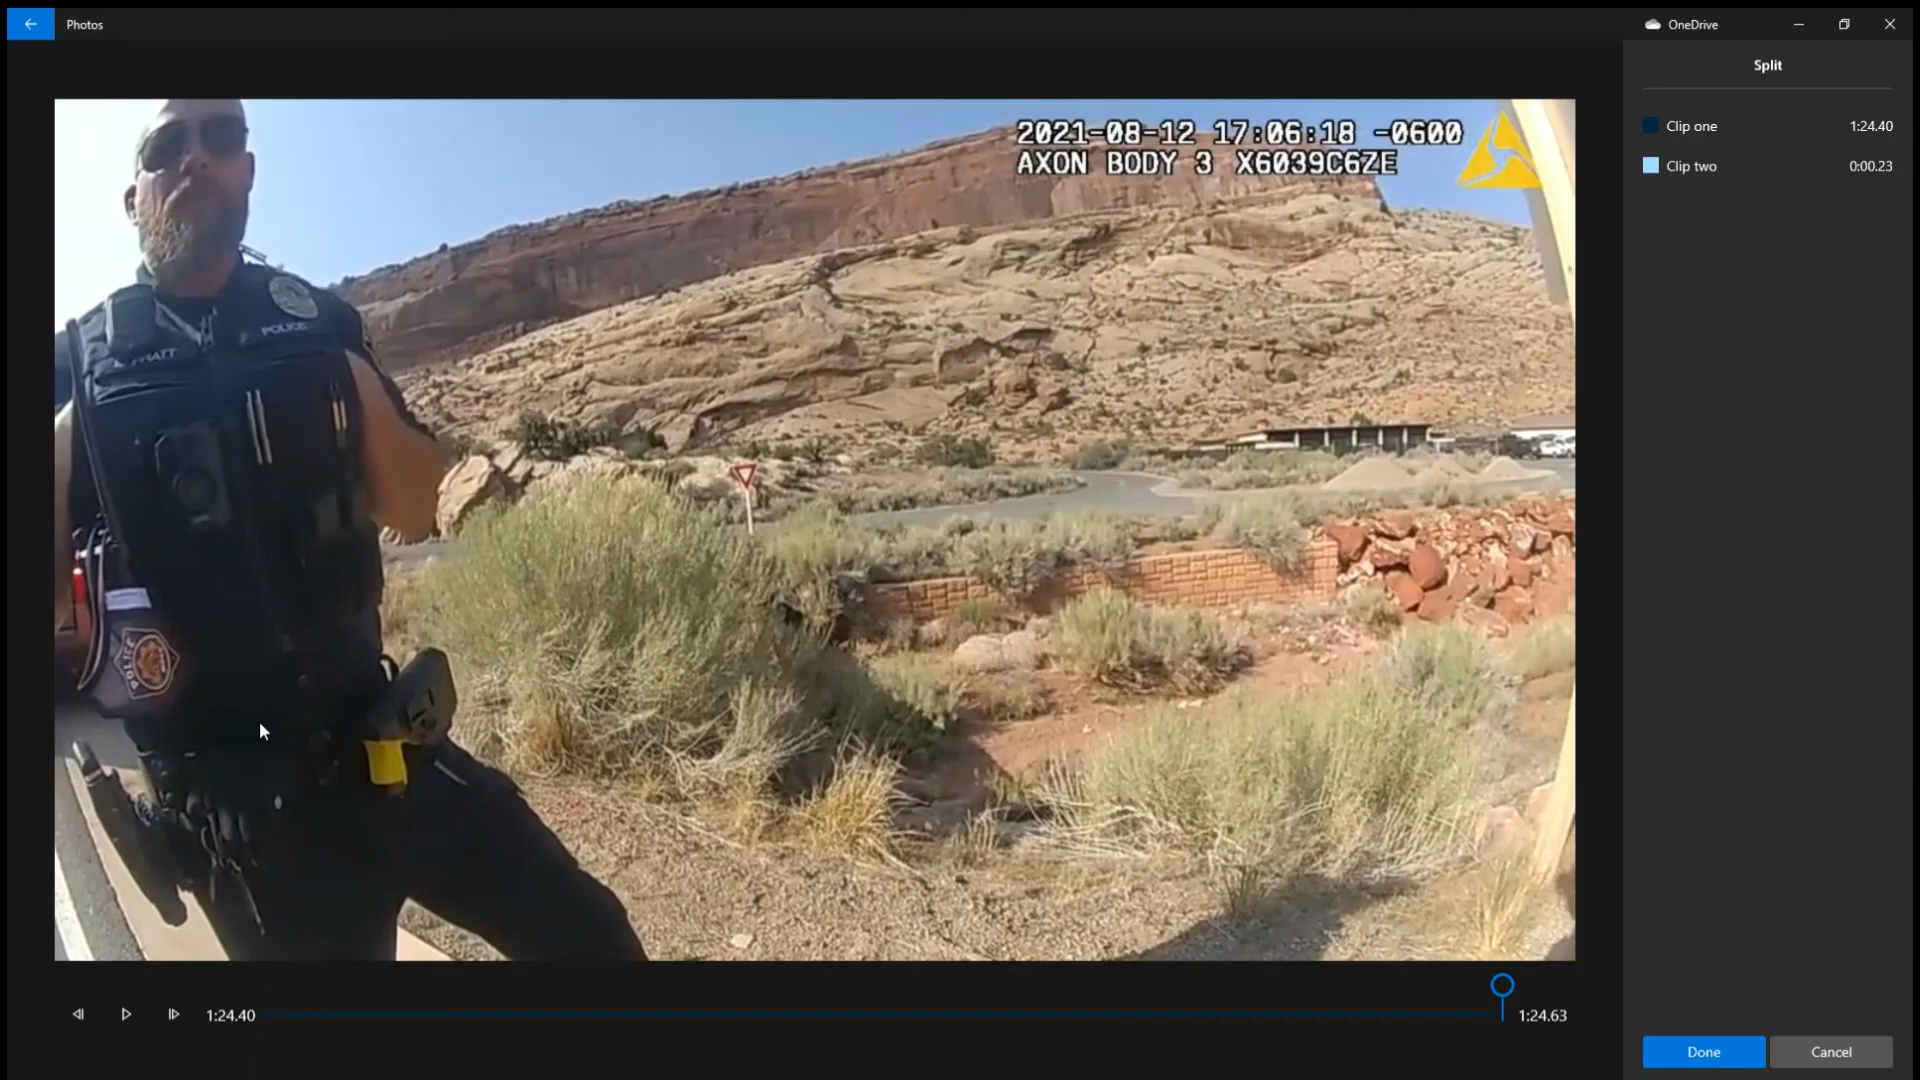 Photos
OneDrive
Split
Clip one 1:24.40
Clip two 0:00.23
2021-08-12 17:06:18 -0600
AXON BODY 3 X6039C6ZE
POLICE
POLICE
1:24.40
1:24.63
Done
Cancel